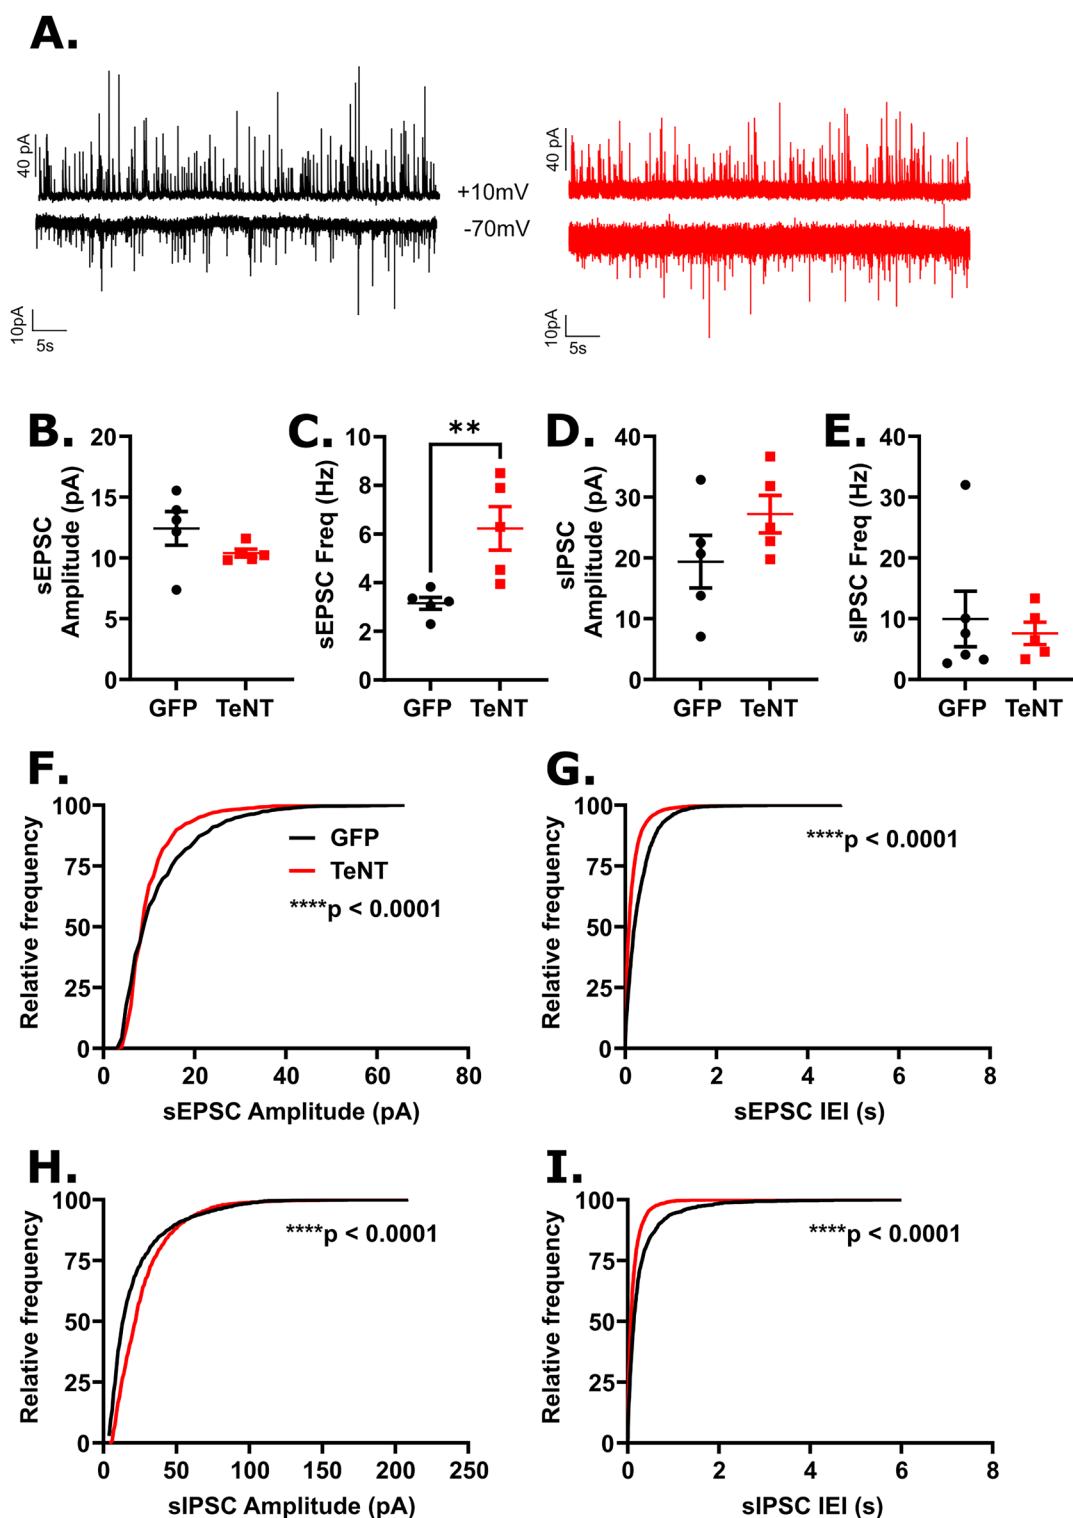 A.
40 pA
+10mV
-70mV
10pA
5s
40 pA
10pA
5s
B.
sEPSC
Amplitude (pA)
20
15
10
5
0
GFP TeNT
C.
sEPSC Freq (Hz)
10
8
6
4
2
0
**
GFP TeNT
D.
sIPSC
Amplitude (pA)
40
30
20
10
0
GFP TeNT
E.
sIPSC Freq (Hz)
40
30
20
10
0
GFP TeNT
F.
Relative frequency
100
75
50
25
0
GFP
TeNT
****p < 0.0001
0 20 40 60 80
sEPSC Amplitude (pA)
G.
Relative frequency
100
75
50
25
0
****p < 0.0001
0 2 4 6 8
sEPSC IEI (s)
H.
Relative frequency
100
75
50
25
0
****p < 0.0001
0 50 100 150 200 250
sIPSC Amplitude (pA)
I.
Relative frequency
100
75
50
25
0
****p < 0.0001
0 2 4 6 8
sIPSC IEI (s)